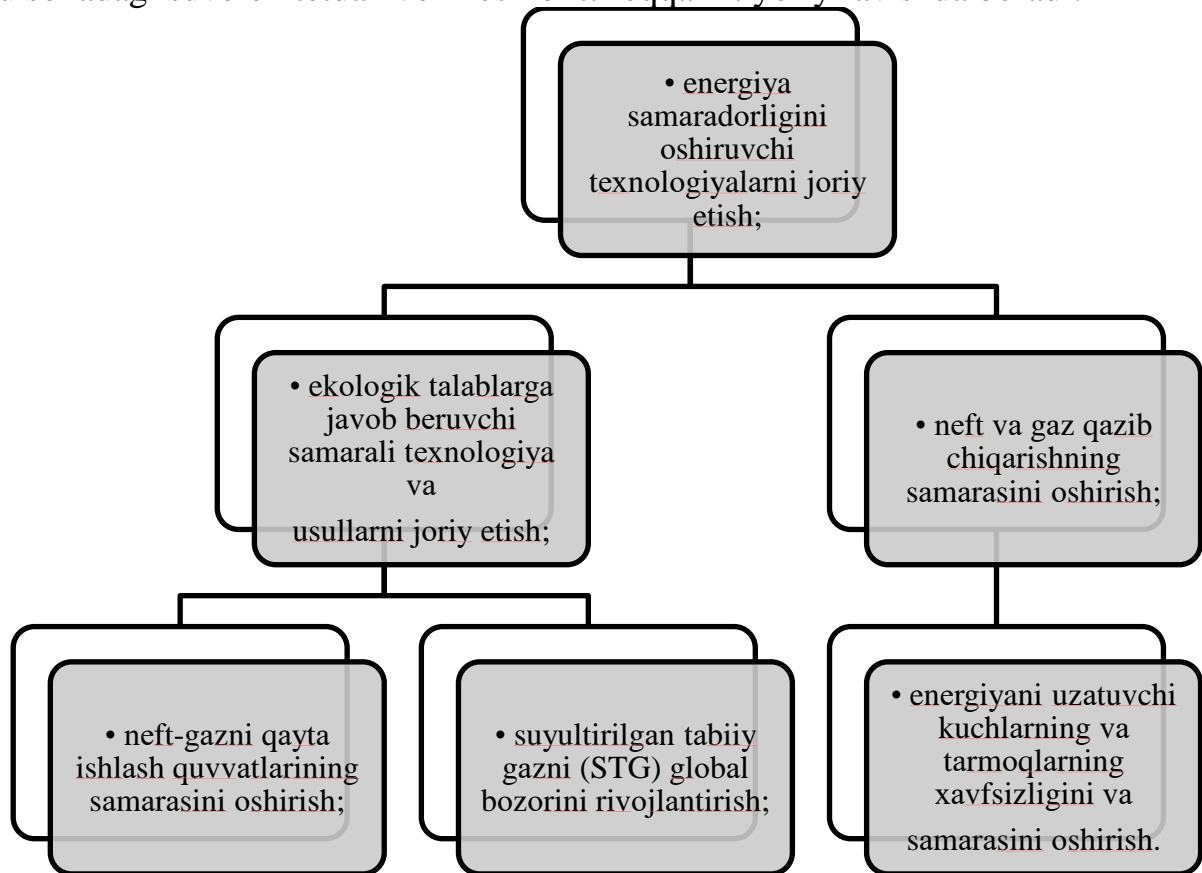 • energiya
samaradorligini
oshiruvchi
texnologiyalarni joriy
etish;
• ekologik talablarga
javob beruvchi
samarali texnologiya
va
usullarni joriy etish;
• neft va gaz qazib
chiqarishning
samarasini oshirish;
• neft-gazni qayta
ishlash quvvatlarining
samarasini oshirish;
• suyultirilgan tabiiy
gazni (STG) global
bozorini rivojlantirish;
• energiyani uzatuvchi
kuchlarning va
tarmoqlarning
xavfsizligini va
samarasini oshirish.